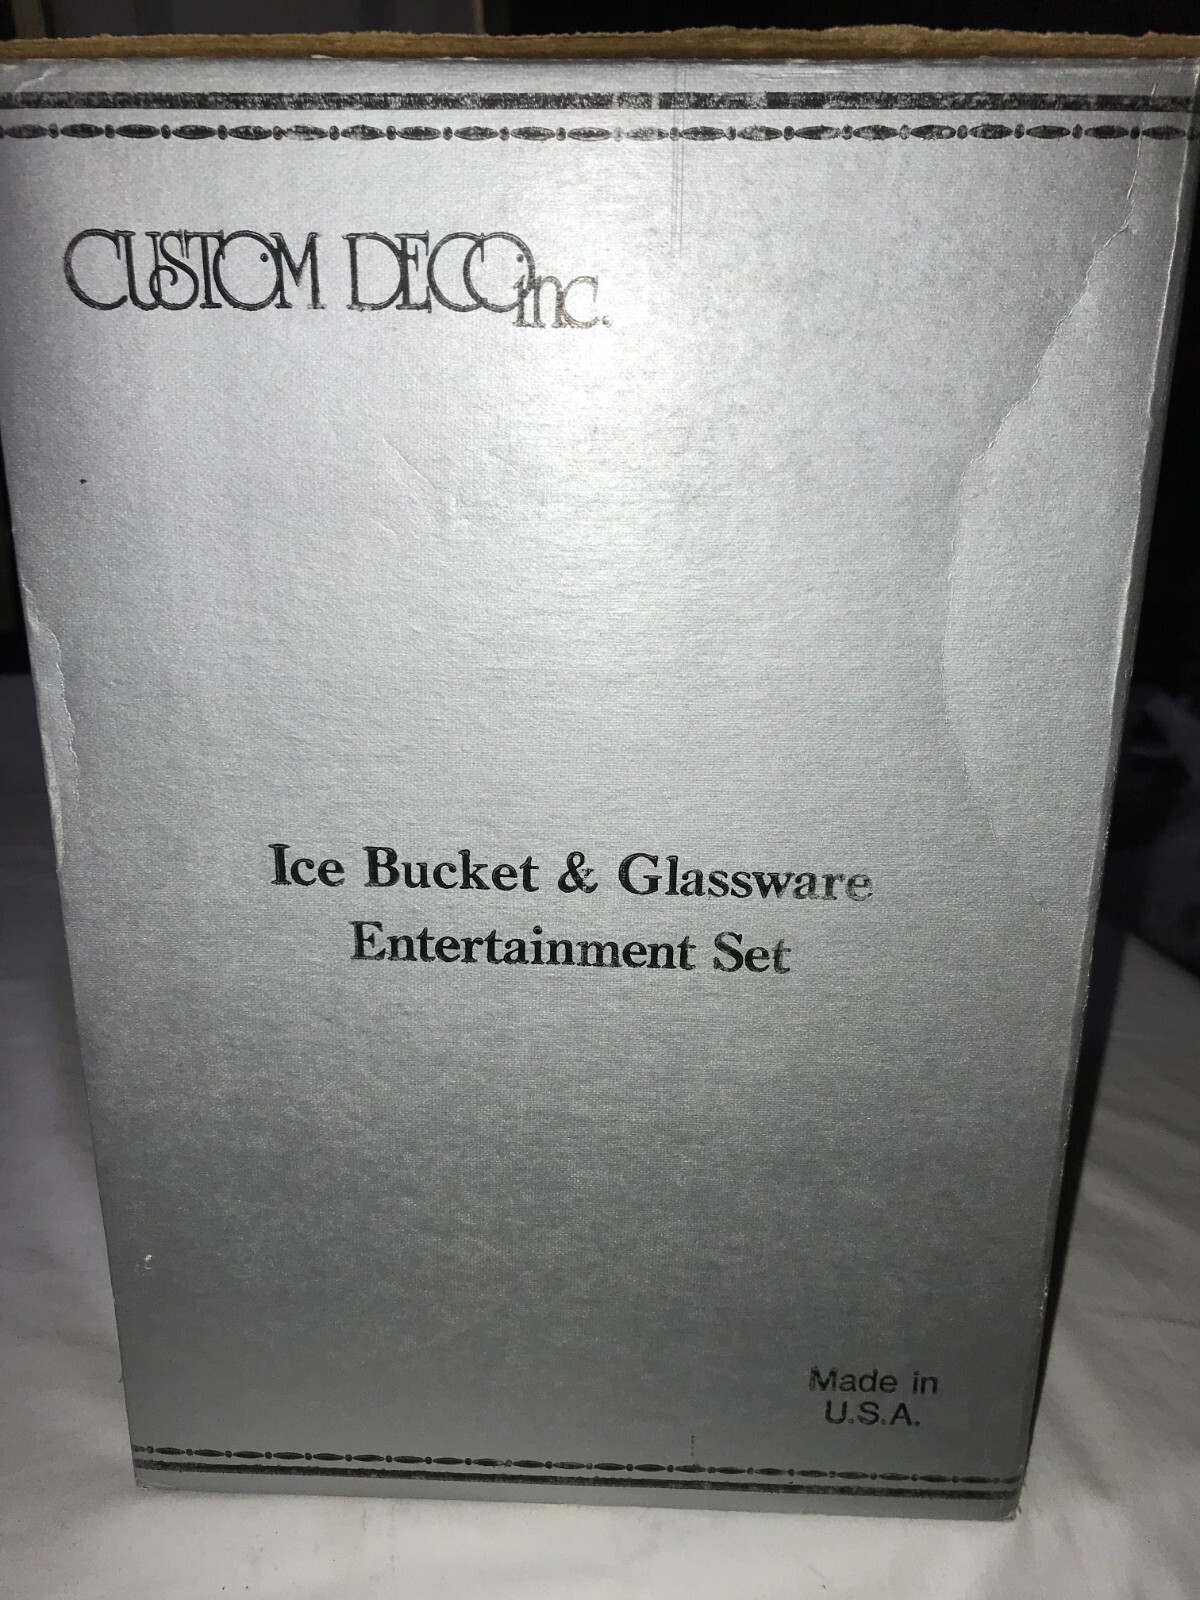 CUSTOM DECO inc.
Ice Bucket & Glassware
Entertainment Set
Made in
U.S.A.